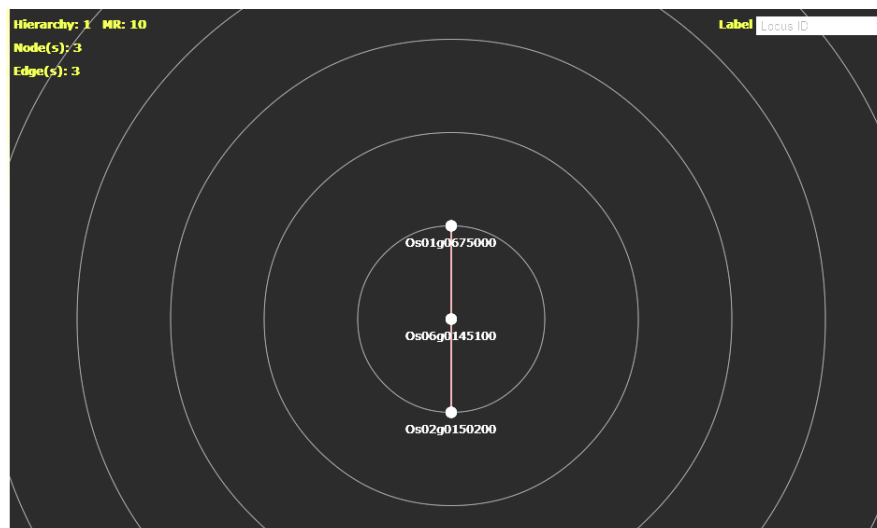 Hierarchy: 1 MR: 10
Label Locus ID
Node(s): 3
Edge(s): 3
Os01g0675000
Os06g0145100
Os02g0150200